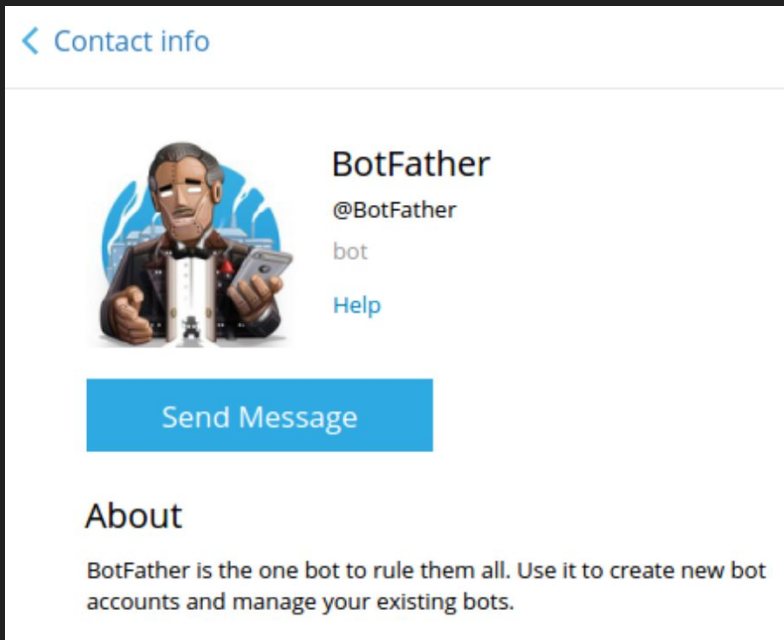 Contact info
BotFather
@BotFather
bot
Help
Send Message
About
BotFather is the one bot to rule them all. Use it to create new bot
accounts and manage your existing bots.